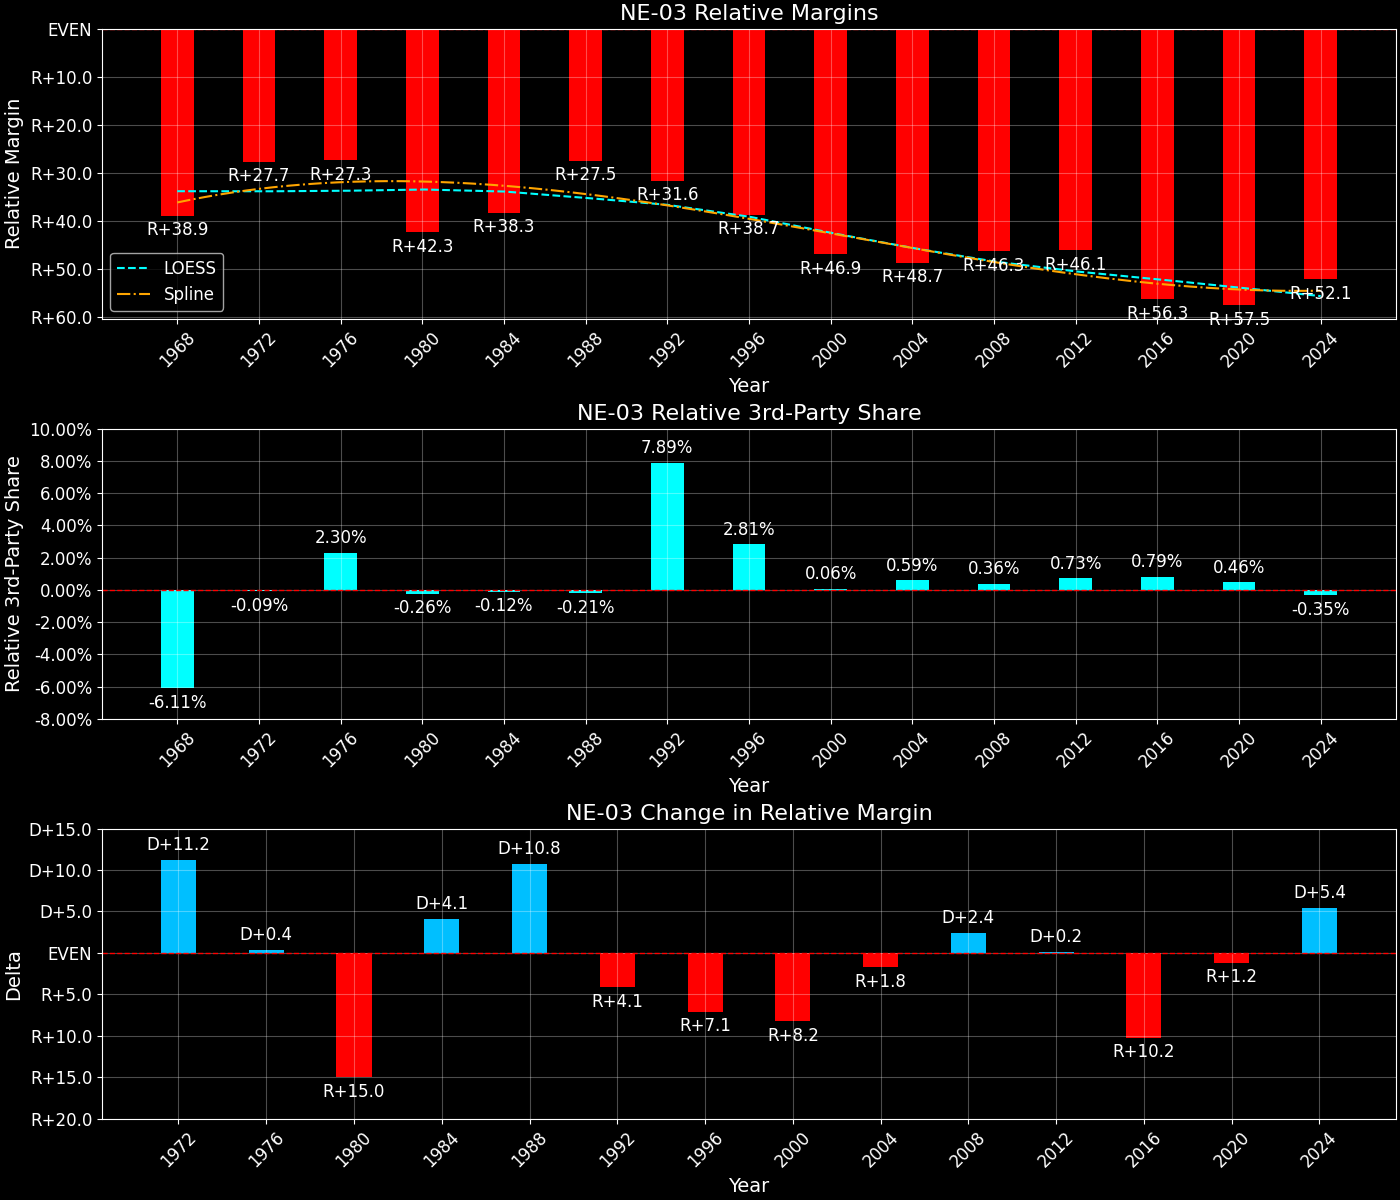 NE-03 Relative Margins
Relative Margin
EVEN
R+10.0
R+20.0
R+30.0
R+40.0
R+50.0
R+60.0
R+38.9
R+27.7
R+27.3
R+42.3
R+38.3
R+27.5
R+31.6
R+38.7
R+46.9
R+48.7
R+46.3
R+46.1
R+56.3
R+57.5
R+52.1
LOESS
Spline
1968 1972 1976 1980 1984 1988 1992 1996 2000 2004 2008 2012 2016 2020 2024
Year
NE-03 Relative 3rd-Party Share
Relative 3rd-Party Share
10.00%
8.00%
6.00%
4.00%
2.00%
0.00%
-2.00%
-4.00%
-6.00%
-8.00%
-6.11%
-0.09%
2.30%
-0.26%
-0.12%
-0.21%
7.89%
2.81%
0.06%
0.59%
0.36%
0.73%
0.79%
0.46%
-0.35%
1968 1972 1976 1980 1984 1988 1992 1996 2000 2004 2008 2012 2016 2020 2024
Year
NE-03 Change in Relative Margin
Delta
D+15.0
D+10.0
D+5.0
EVEN
R+5.0
R+10.0
R+15.0
R+20.0
D+11.2
D+0.4
R+15.0
D+4.1
D+10.8
R+4.1
R+7.1
R+8.2
R+1.8
D+2.4
D+0.2
R+10.2
R+1.2
D+5.4
1972 1976 1980 1984 1988 1992 1996 2000 2004 2008 2012 2016 2020 2024
Year